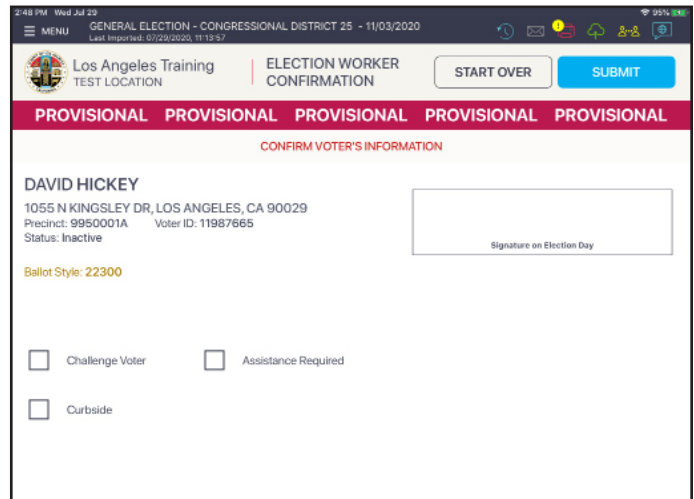 2:48 PM Wed Jul 29
95%
MENU
GENERAL ELECTION - CONGRESSIONAL DISTRICT 25 - 11/03/2020
Last Imported: 07/29/2020, 11:13:57
Los Angeles Training
TEST LOCATION
ELECTION WORKER
CONFIRMATION
START OVER
SUBMIT
PROVISIONAL PROVISIONAL PROVISIONAL PROVISIONAL PROVISIONAL
CONFIRM VOTER'S INFORMATION
DAVID HICKEY
1055 N KINGSLEY DR, LOS ANGELES, CA 90029
Precinct: 9950001A Voter ID: 11987665
Status: Inactive
Signature on Election Day
Ballot Style: 22300
Challenge Voter
Assistance Required
Curbside